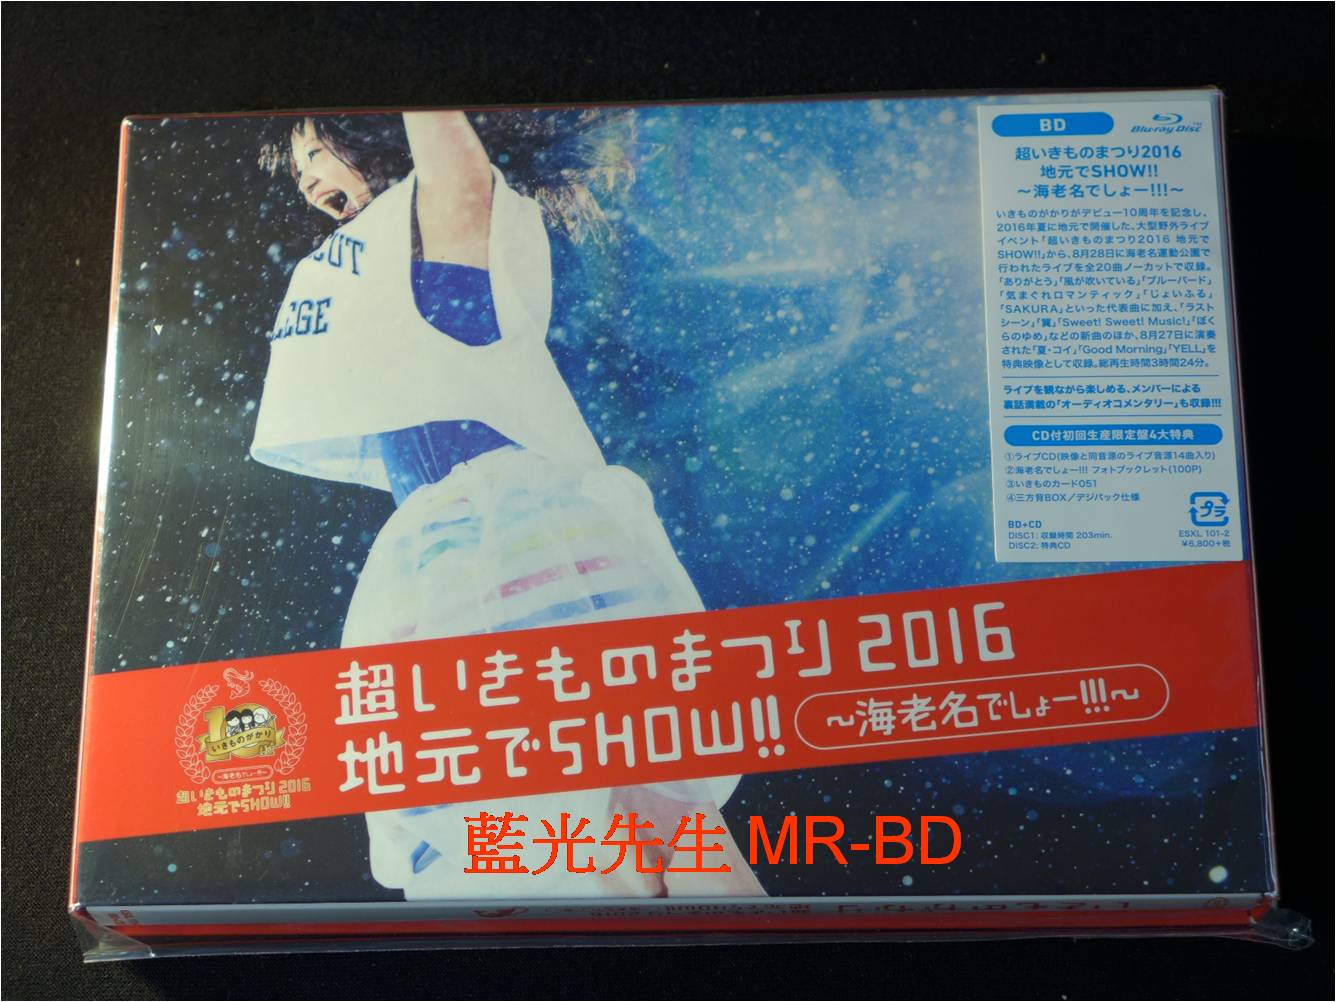 CUT
LEGE
BD
Blu-ray Disc™
超いきものまつり2016
地元でSHOW!!
～海老名でしょー!!!～
いきものがかりがデビュー10周年を記念し、
2016年夏に地元で開催した、大型野外ライブ
イベント「超いきものまつり2016 地元で
SHOW!!」から、8月28日に海老名運動公園で
行われたライブを全20曲ノーカットで収録。
「ありがとう」「風が吹いている」「ブルーバード」
「気まぐれロマンティック」「じょいふる」
「SAKURA」といった代表曲に加え、「ラスト
シーン」「翼」「Sweet! Sweet! Music!」「ぼく
らのゆめ」などの新曲のほか、8月27日に演奏
された「夏・コイ」「Good Morning」「YELL」を
特典映像として収録。総再生時間3時間24分。
ライブを観ながら楽しめる、メンバーによる
裏話満載の「オーディオコメンタリー」も収録!!!
CD付初回生産限定盤4大特典
①ライブCD(映像と同音源のライブ音源14曲入り)
②海老名でしょー!!! フォトブックレット(100P)
③いきものカード051
④三方背BOX／デジパック仕様
プラ
BD+CD
DISC1: 収録時間 203min.
DISC2: 特典CD
ESXL 101-2
¥6,800+税
超いきものまつり 2016
地元でSHOW!!
～海老名でしょー!!!～
10
いきものがかり
～海老名でしょー!!!～
超いきものまつり 2016
地元でSHOW!!
藍光先生 MR-BD
いきものがかり